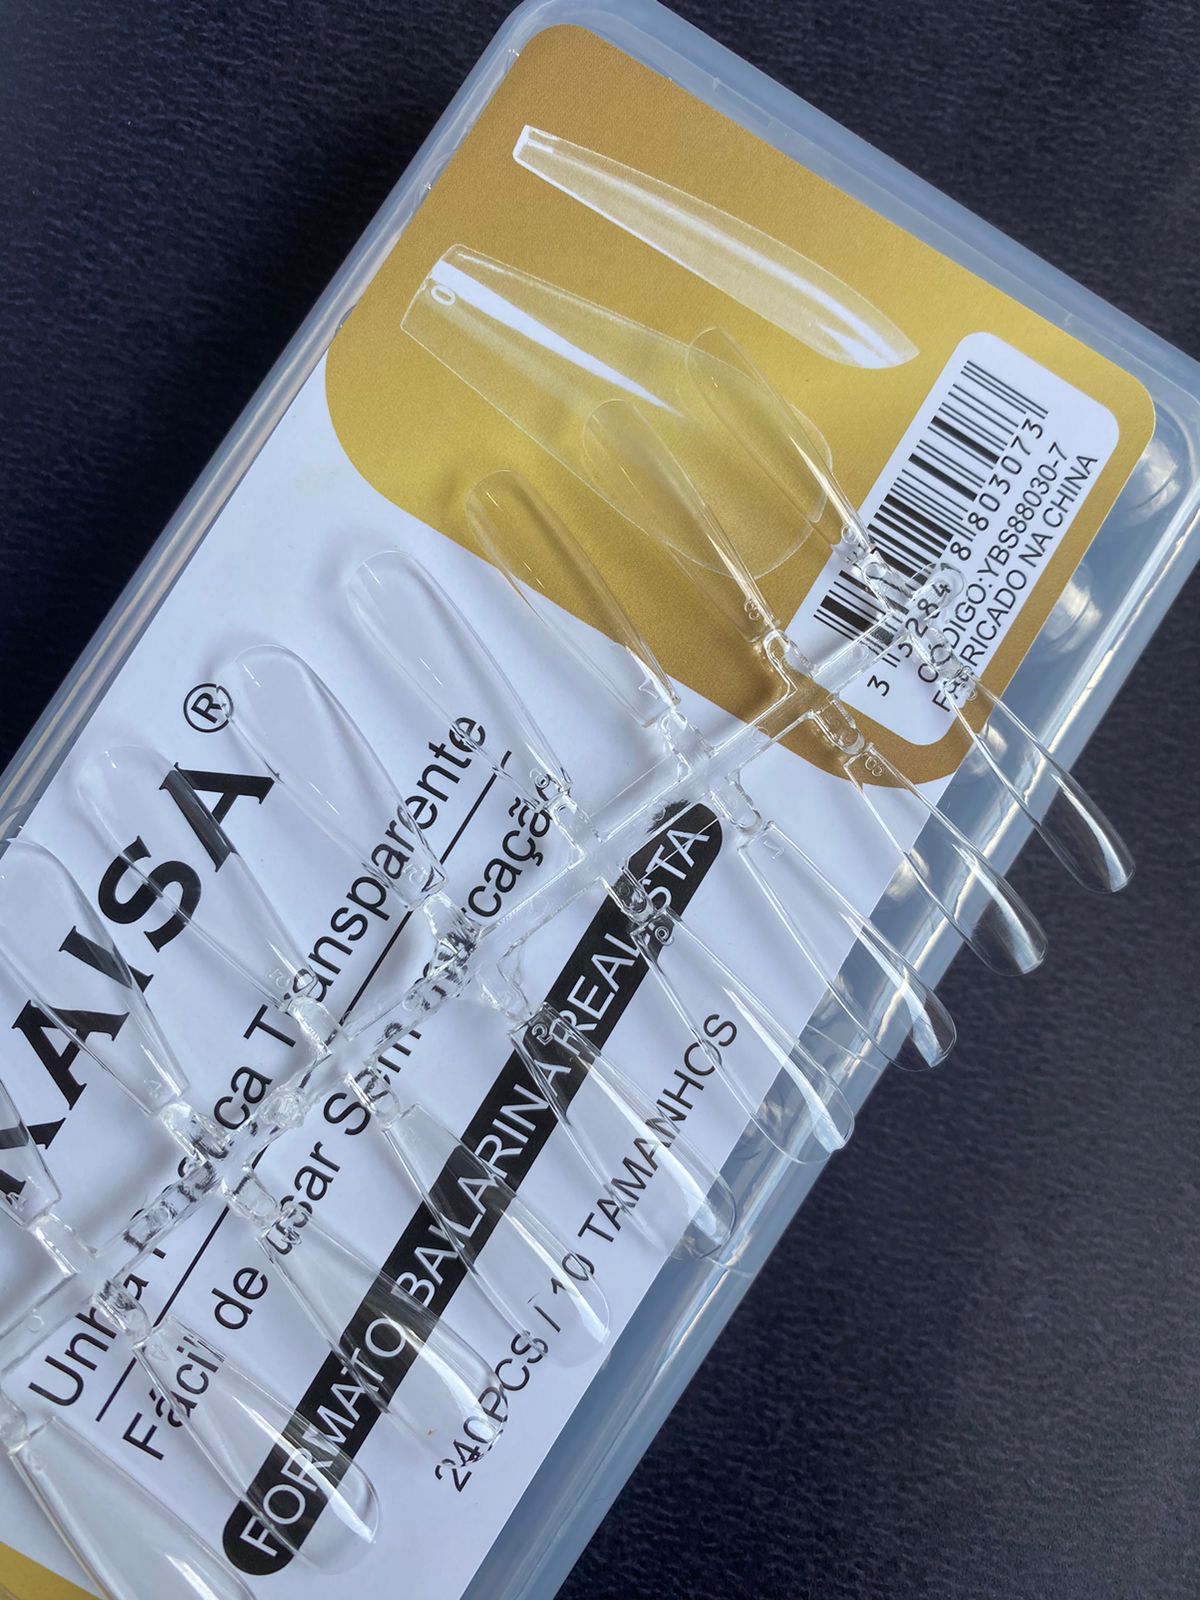 KAISA®
Unha Transparente
Fácil de usar Sem
FORMATO BAILARINA REALISTA
240PCS / 10 TAMANHOS
CÓDIGO:YBS88030-7
FABRICADO NA CHINA
0